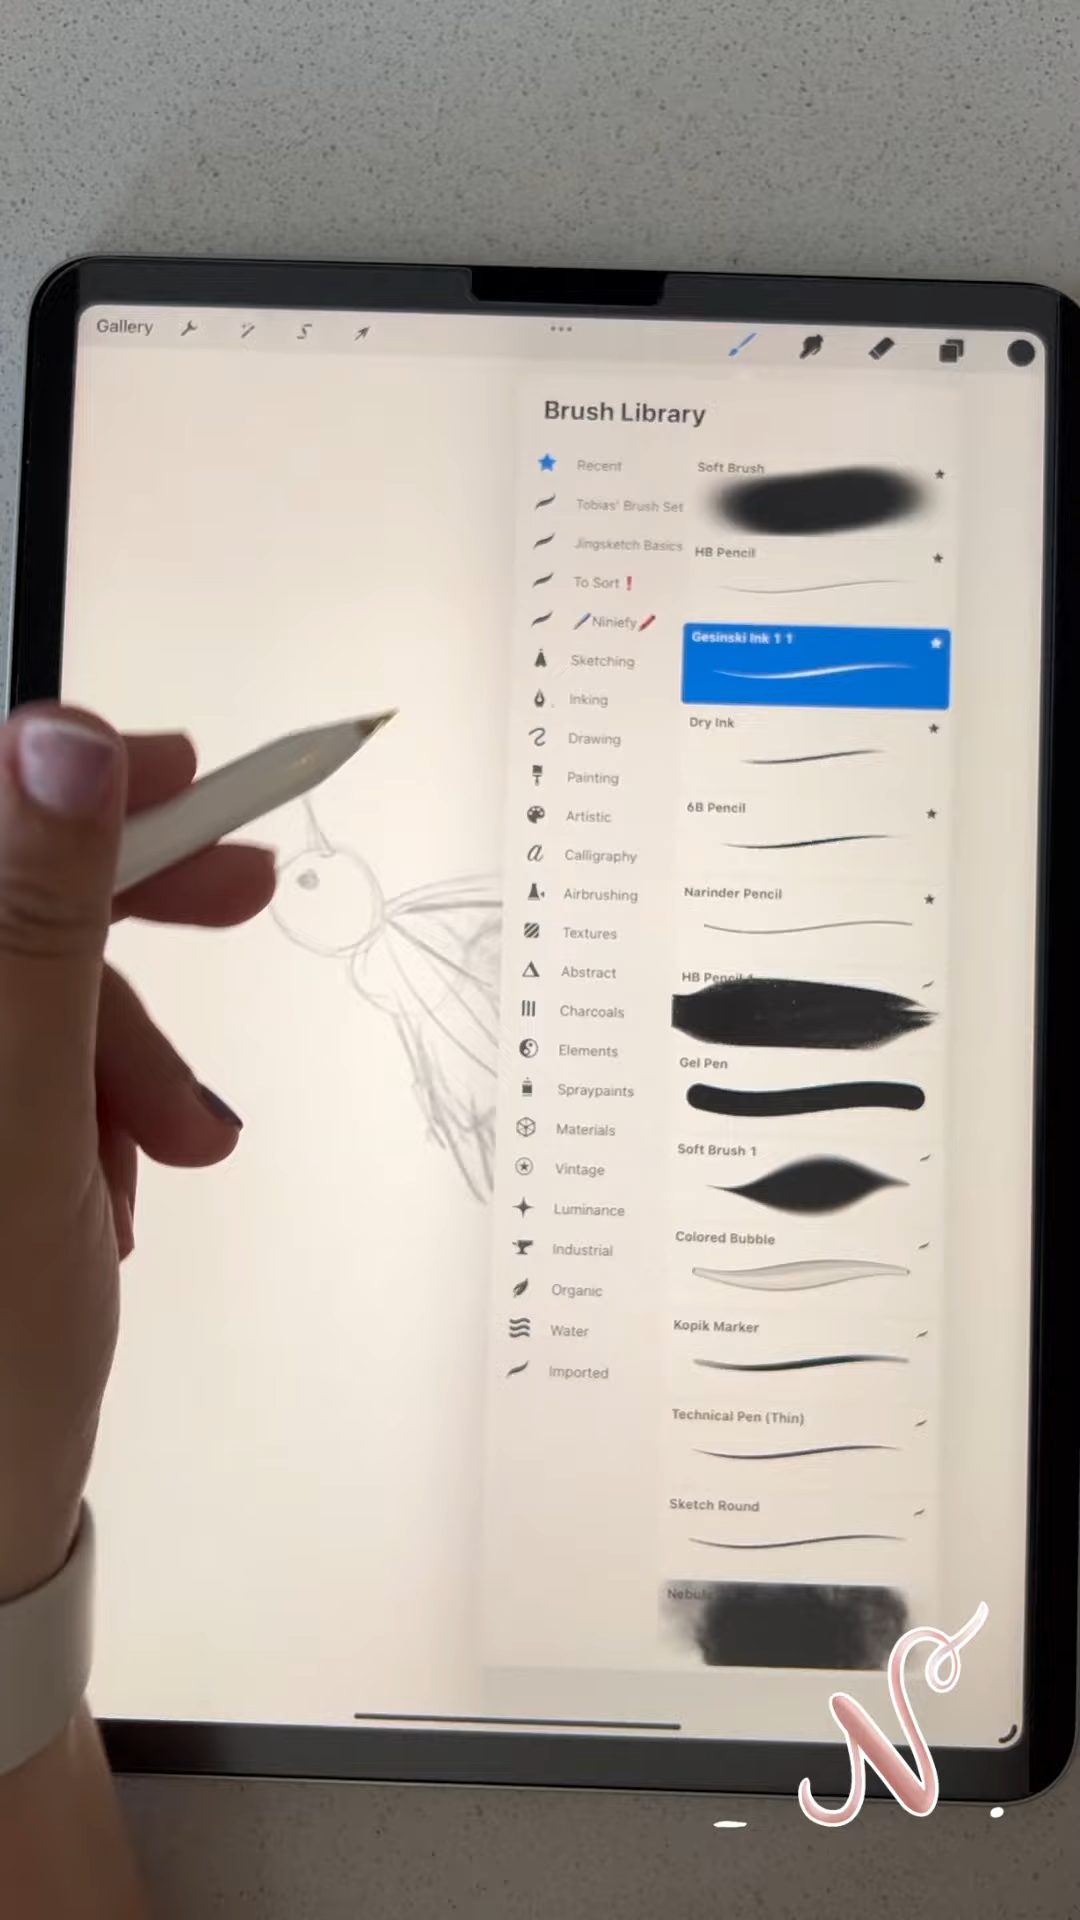 Gallery
Brush Library
Recent
Tobias' Brush Set
Jingsketch Basics
To Sort❗
🖊Niniefy🖍
Sketching
Inking
Drawing
Painting
Artistic
Calligraphy
Airbrushing
Textures
Abstract
Charcoals
Elements
Spraypaints
Materials
Vintage
Luminance
Industrial
Organic
Water
Imported
Soft Brush
HB Pencil
Gesinski Ink 1 1
Dry Ink
6B Pencil
Narinder Pencil
HB Pencil 1
Gel Pen
Soft Brush 1
Colored Bubble
Kopik Marker
Technical Pen (Thin)
Sketch Round
N